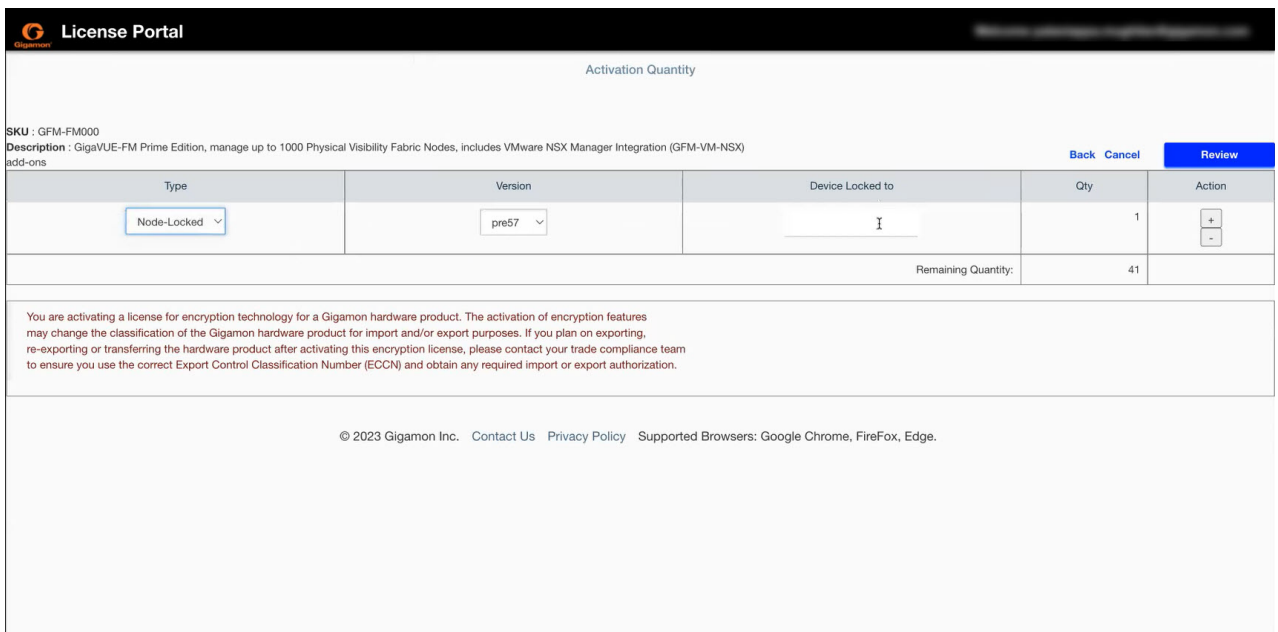 Gigamon
License Portal
Activation Quantity
SKU : GFM-FM000
Description : GigaVUE-FM Prime Edition, manage up to 1000 Physical Visibility Fabric Nodes, includes VMware NSX Manager Integration (GFM-VM-NSX)
add-ons
Back Cancel Review
Type Version Device Locked to Qty Action
Node-Locked pre57 1 +
-
Remaining Quantity: 41
You are activating a license for encryption technology for a Gigamon hardware product. The activation of encryption features
may change the classification of the Gigamon hardware product for import and/or export purposes. If you plan on exporting,
re-exporting or transferring the hardware product after activating this encryption license, please contact your trade compliance team
to ensure you use the correct Export Control Classification Number (ECCN) and obtain any required import or export authorization.
© 2023 Gigamon Inc. Contact Us Privacy Policy Supported Browsers: Google Chrome, FireFox, Edge.